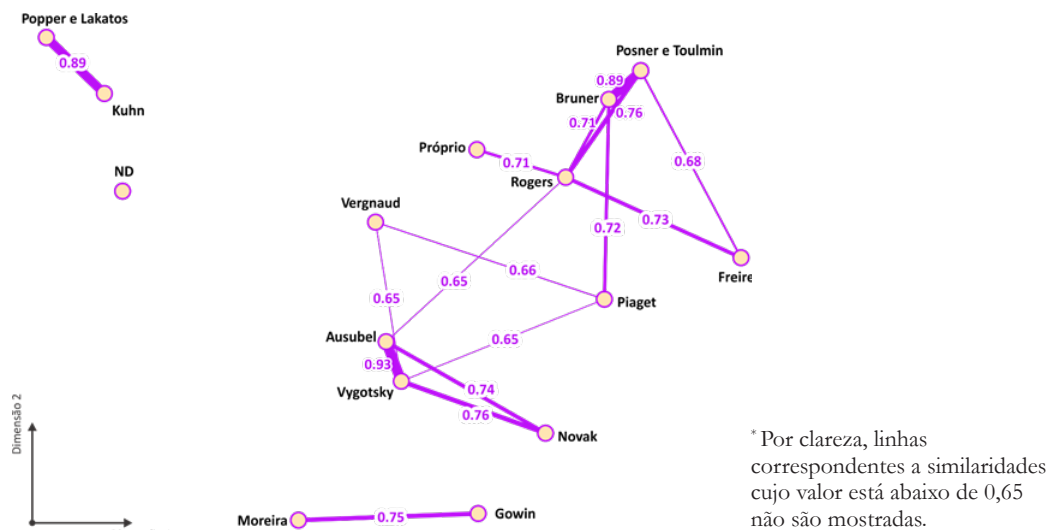 Popper e Lakatos
0.89
Kuhn
ND
Posner e Toulmin
0.89
Bruner
0.76
0.71
Próprio
0.71
Rogers
0.68
Vergnaud
0.73
0.72
Freire
0.66
0.65
0.65
Piaget
Ausubel
0.65
0.93
Vygotsky
0.74
0.76
Novak
Dimensão 2
* Por clareza, linhas
correspondentes a similaridades
cujo valor está abaixo de 0,65
não são mostradas.
Moreira
0.75
Gowin